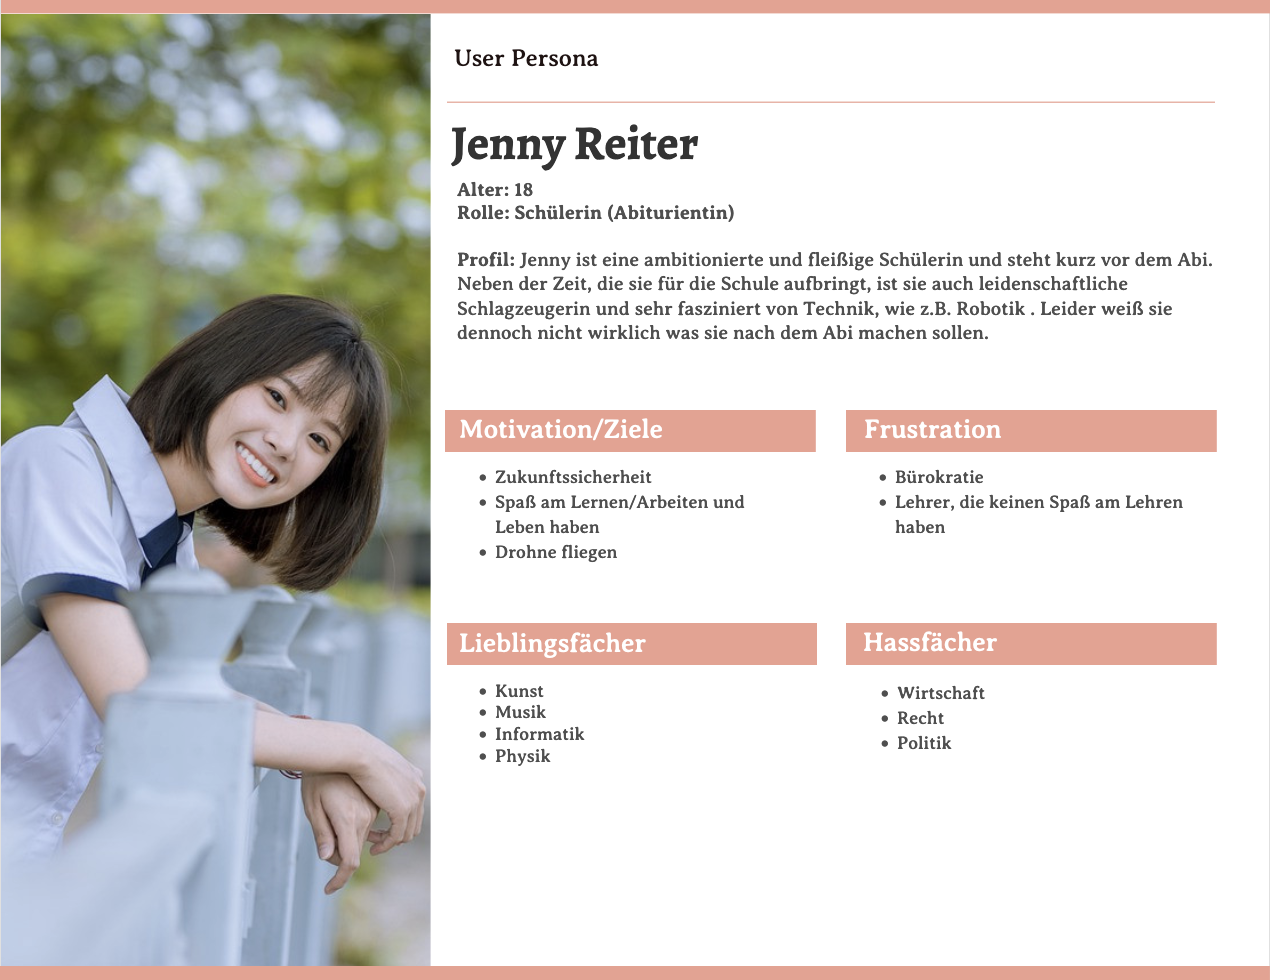 User Persona
Jenny Reiter
Alter: 18
Rolle: Schülerin (Abiturientin)
Profil: Jenny ist eine ambitionierte und fleißige Schülerin und steht kurz vor dem Abi.
Neben der Zeit, die sie für die Schule aufbringt, ist sie auch leidenschaftliche
Schlagzeugerin und sehr fasziniert von Technik, wie z.B. Robotik . Leider weiß sie
dennoch nicht wirklich was sie nach dem Abi machen sollen.
Motivation/Ziele
• Zukunftssicherheit
• Spaß am Lernen/Arbeiten und
Leben haben
• Drohne fliegen
Frustration
• Bürokratie
• Lehrer, die keinen Spaß am Lehren
haben
Lieblingsfächer
• Kunst
• Musik
• Informatik
• Physik
Hassfächer
• Wirtschaft
• Recht
• Politik